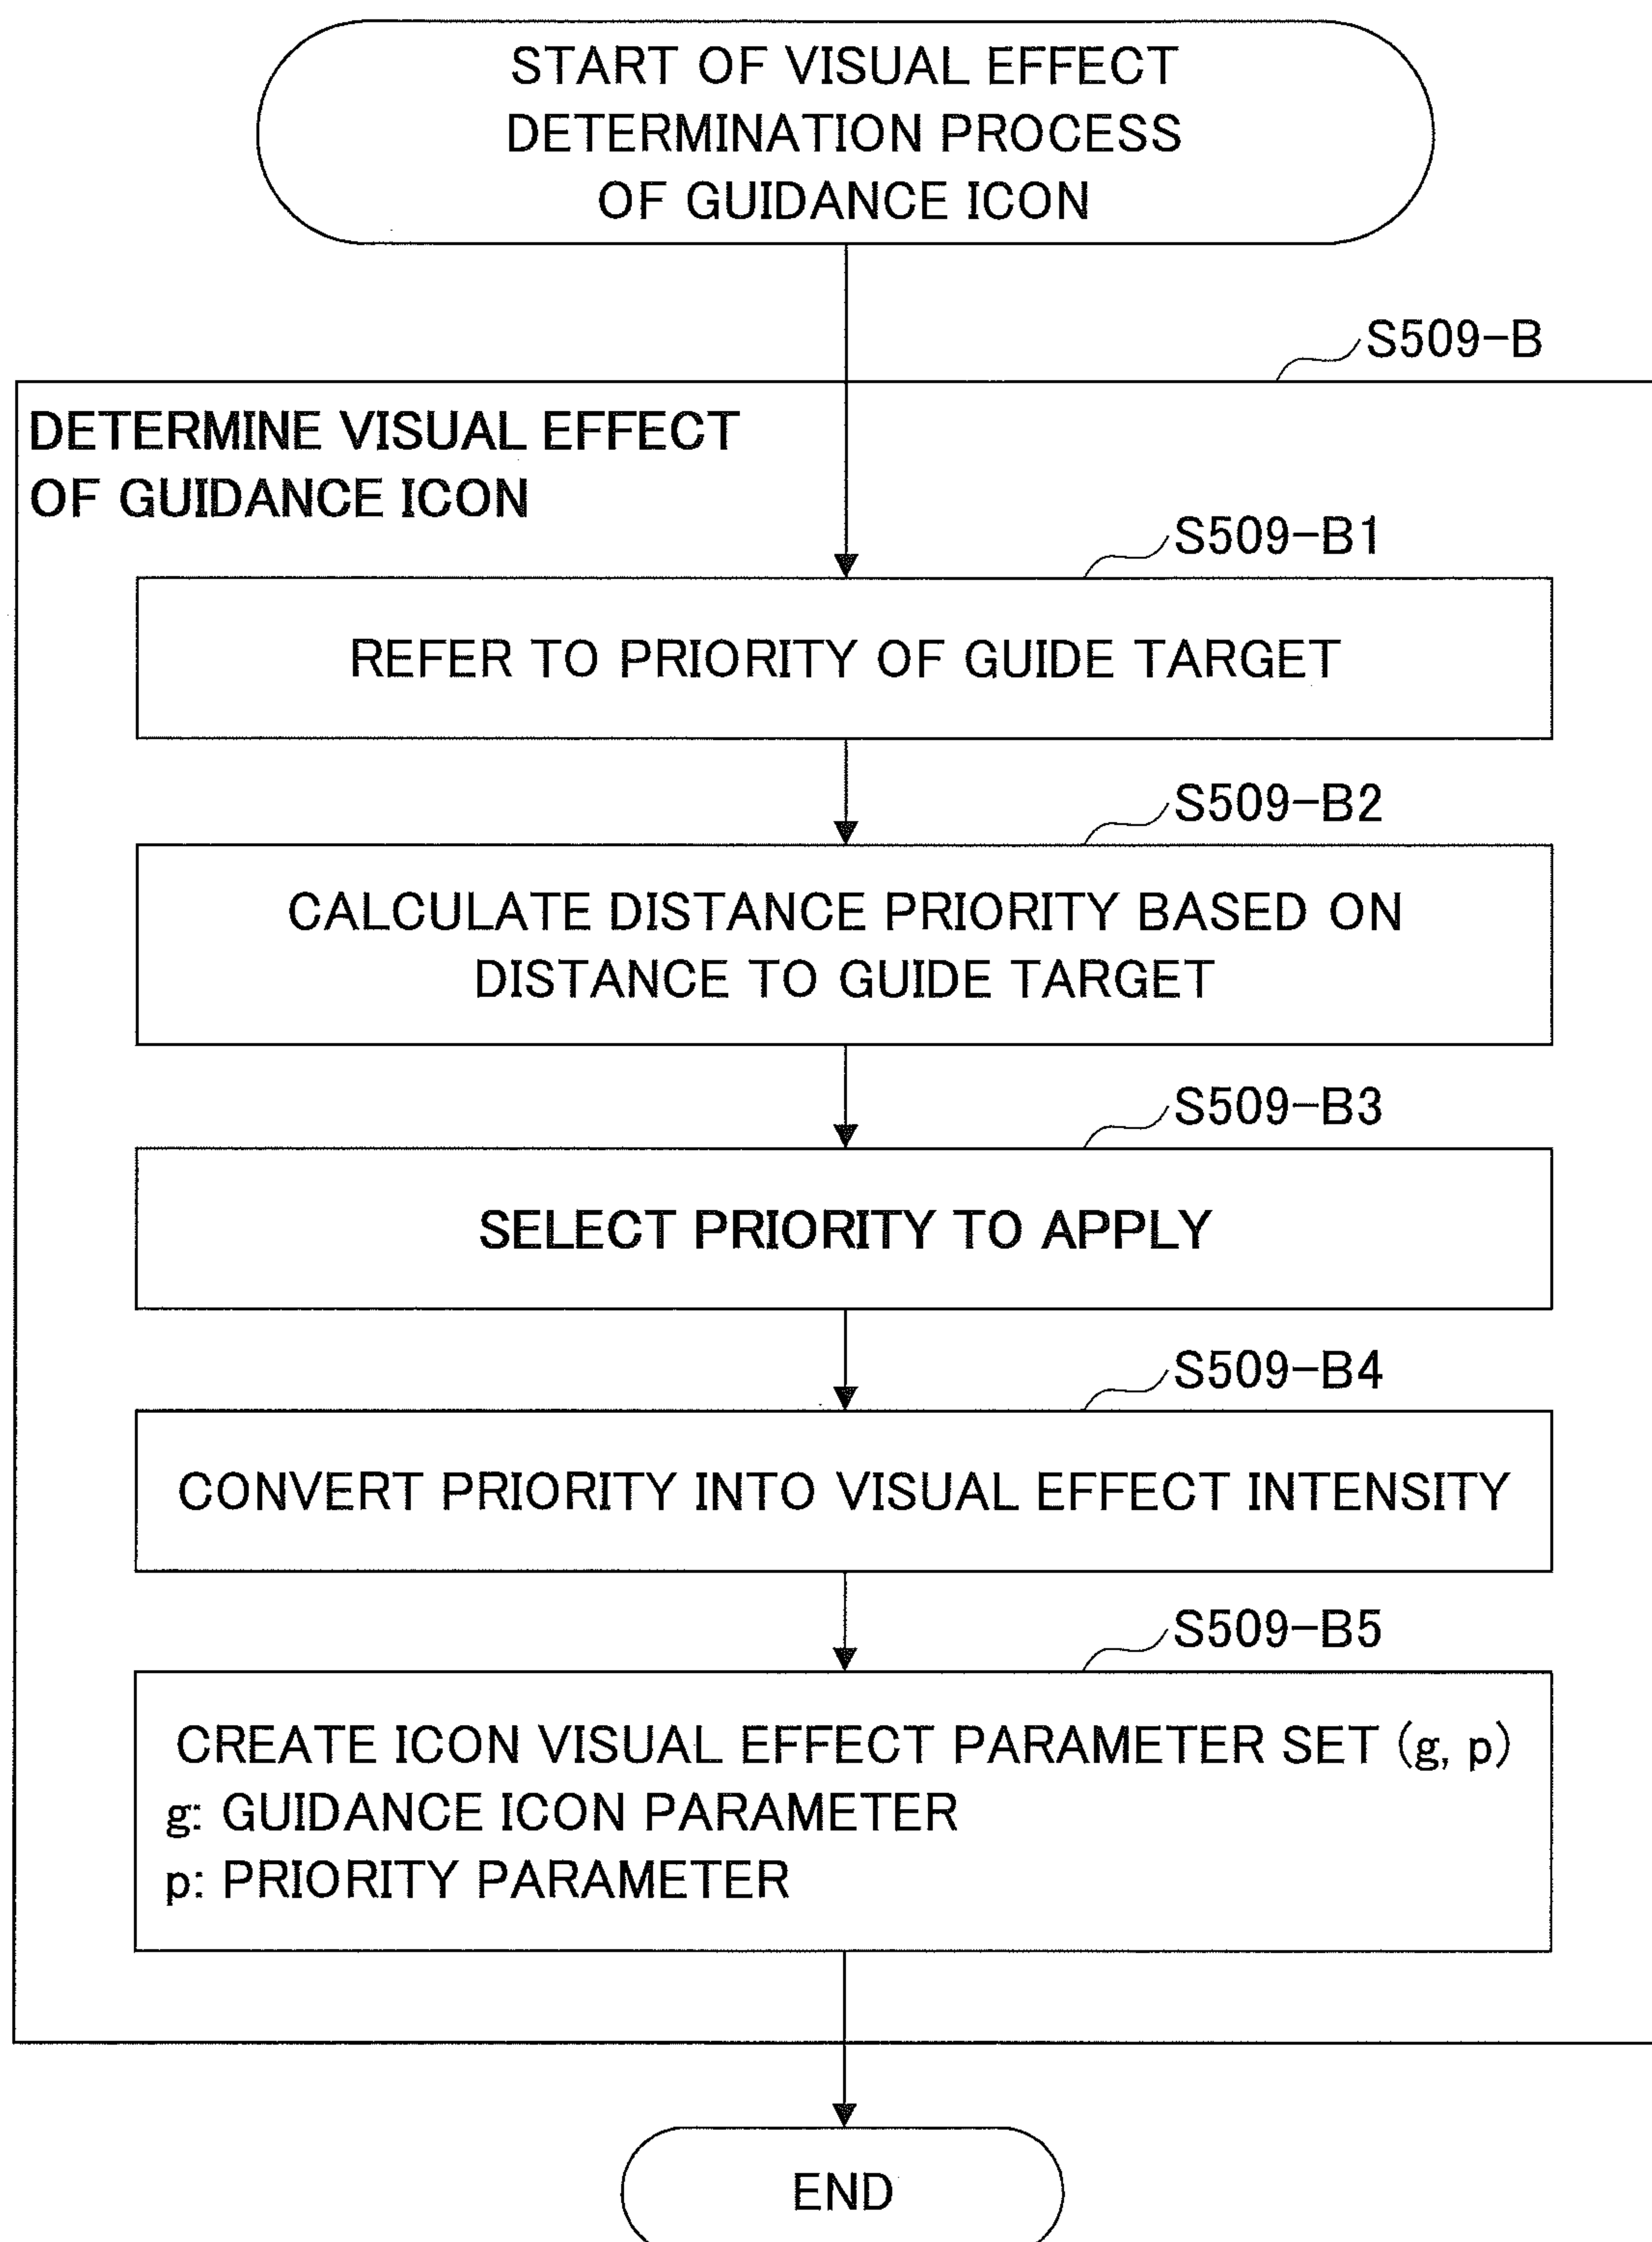 START OF VISUAL EFFECT
DETERMINATION PROCESS
OF GUIDANCE ICON
S509-B
DETERMINE VISUAL EFFECT
OF GUIDANCE ICON
S509-B1
REFER TO PRIORITY OF GUIDE TARGET
S509-B2
CALCULATE DISTANCE PRIORITY BASED ON
DISTANCE TO GUIDE TARGET
S509-B3
SELECT PRIORITY TO APPLY
S509-B4
CONVERT PRIORITY INTO VISUAL EFFECT INTENSITY
S509-B5
CREATE ICON VISUAL EFFECT PARAMETER SET (g, p)
g: GUIDANCE ICON PARAMETER
p: PRIORITY PARAMETER
END